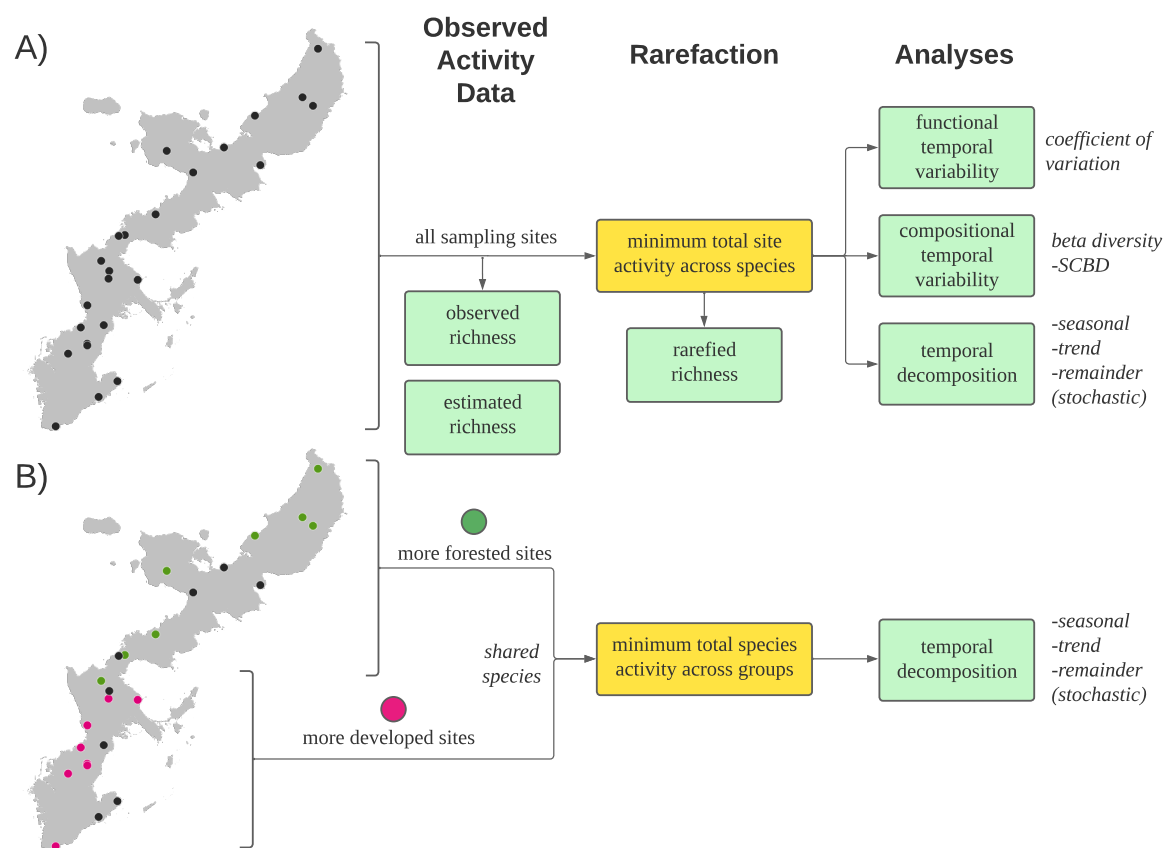 A)
Observed
Activity
Data
Rarefaction
Analyses
functional
temporal
variability
coefficient of
variation
all sampling sites
minimum total site
activity across species
compositional
temporal
variability
beta diversity
-SCBD
observed
richness
rarefied
richness
temporal
decomposition
-seasonal
-trend
-remainder
(stochastic)
estimated
richness
B)
more forested sites
shared
species
minimum total species
activity across groups
temporal
decomposition
-seasonal
-trend
-remainder
(stochastic)
more developed sites